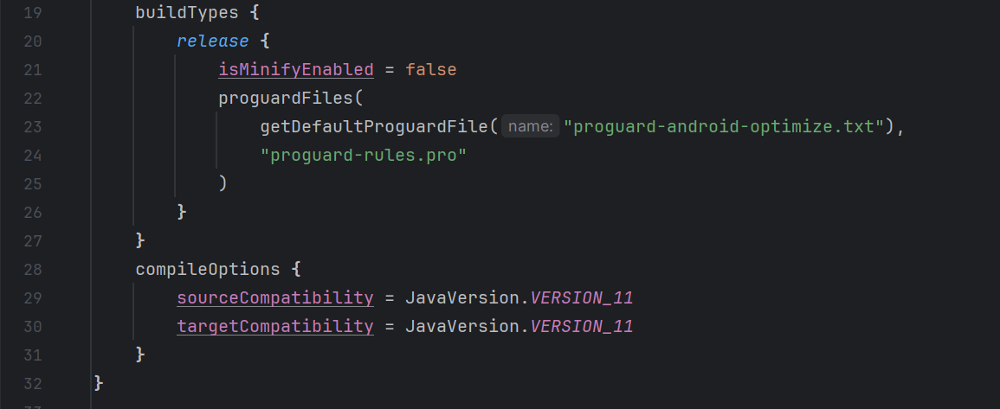 19 buildTypes {
20 release {
21 isMinifyEnabled = false
22 proguardFiles(
23 getDefaultProguardFile( name: "proguard-android-optimize.txt"),
24 "proguard-rules.pro"
25 )
26 }
27 }
28 compileOptions {
29 sourceCompatibility = JavaVersion.VERSION_11
30 targetCompatibility = JavaVersion.VERSION_11
31 }
32 }